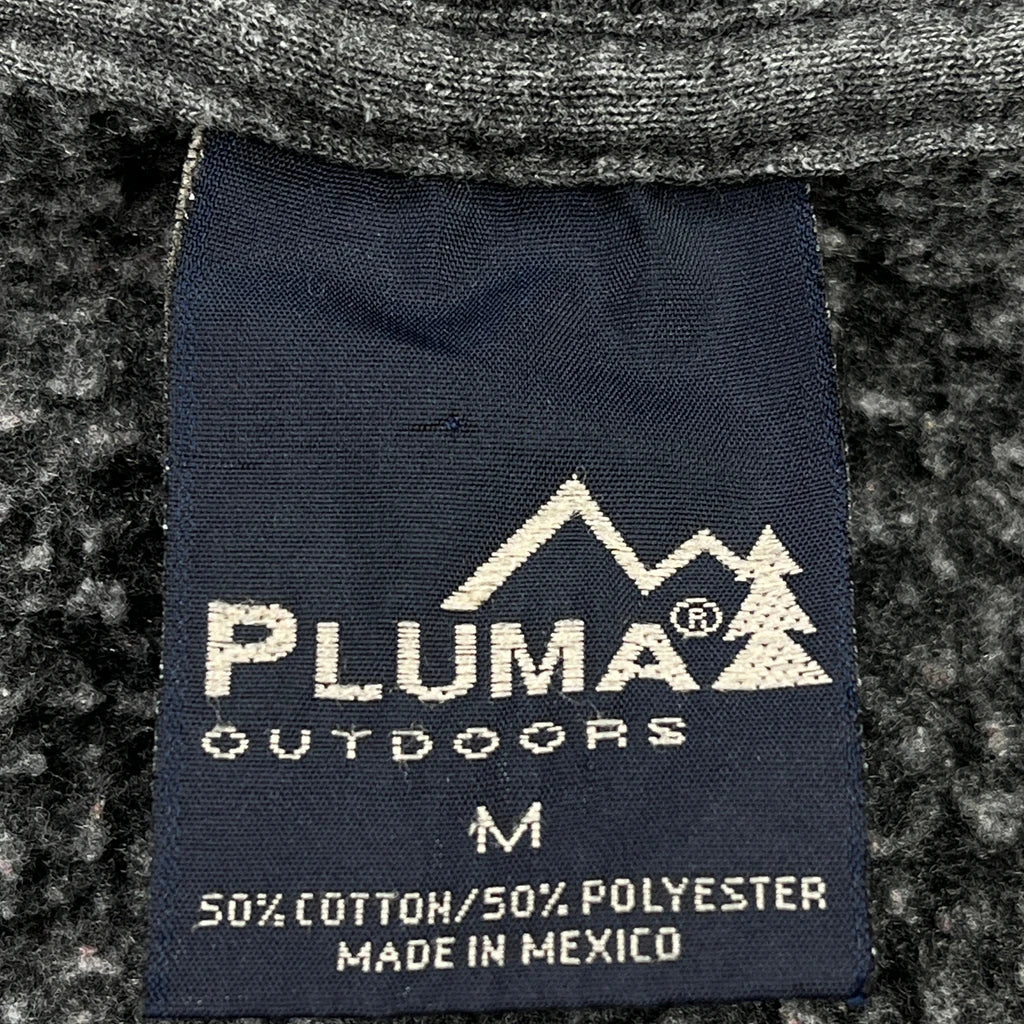 PLUMA®
OUTDOORS
M
50% COTTON/50% POLYESTER
MADE IN MEXICO